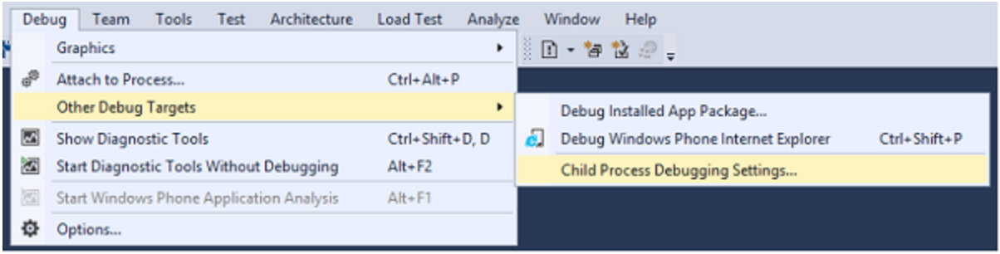 Debug Team Tools Test Architecture Load Test Analyze Window Help
Graphics
Attach to Process... Ctrl+Alt+P
Other Debug Targets
Debug Installed App Package...
Show Diagnostic Tools Ctrl+Shift+D, D
Debug Windows Phone Internet Explorer Ctrl+Shift+P
Start Diagnostic Tools Without Debugging Alt+F2
Child Process Debugging Settings...
Start Windows Phone Application Analysis Alt+F1
Options...